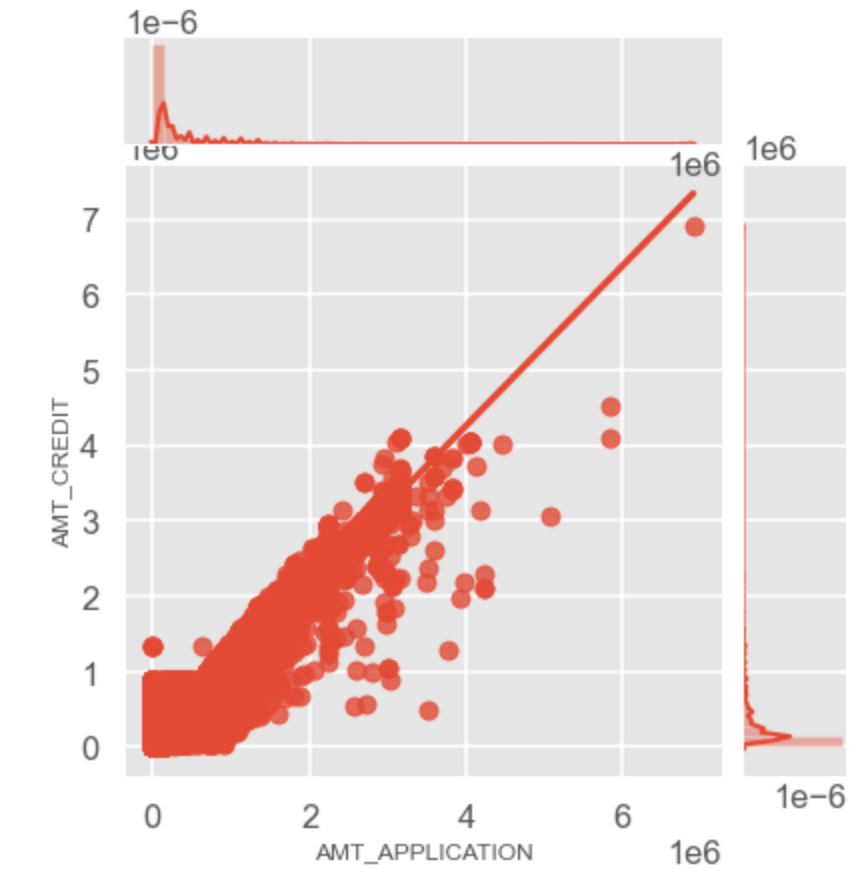 1e−6
1e6
1e6
1e6
7
6
5
4
3
2
1
0
AMT_CREDIT
1e−6
0 2 4 6
AMT_APPLICATION
1e6